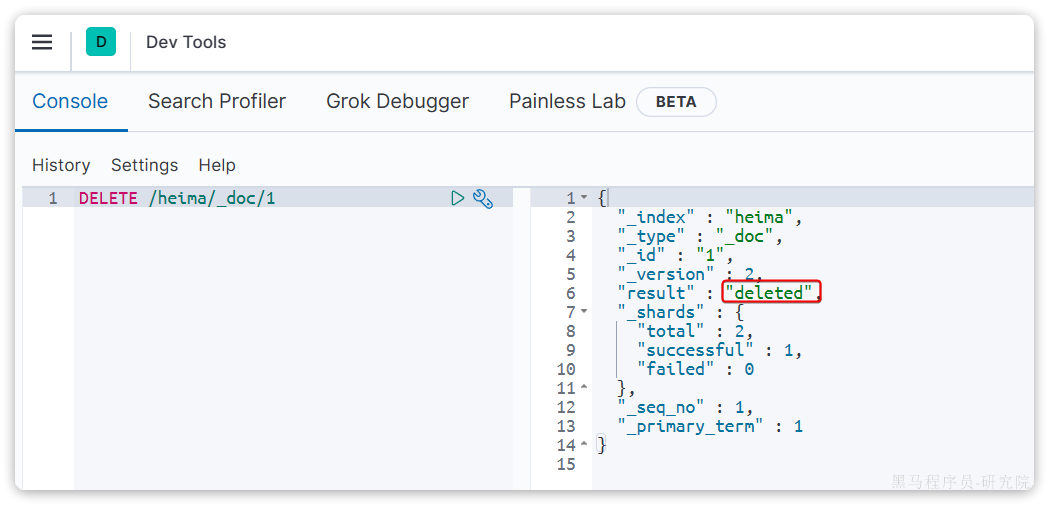 D Dev Tools
Console Search Profiler Grok Debugger Painless Lab BETA
History Settings Help
1 DELETE /heima/_doc/1
1 {
2 "_index" : "heima",
3 "_type" : "_doc",
4 "_id" : "1",
5 "_version" : 2,
6 "result" : "deleted",
7 "_shards" : {
8 "total" : 2,
9 "successful" : 1,
10 "failed" : 0
11 },
12 "_seq_no" : 1,
13 "_primary_term" : 1
14 }
15
黑马程序员-研究院